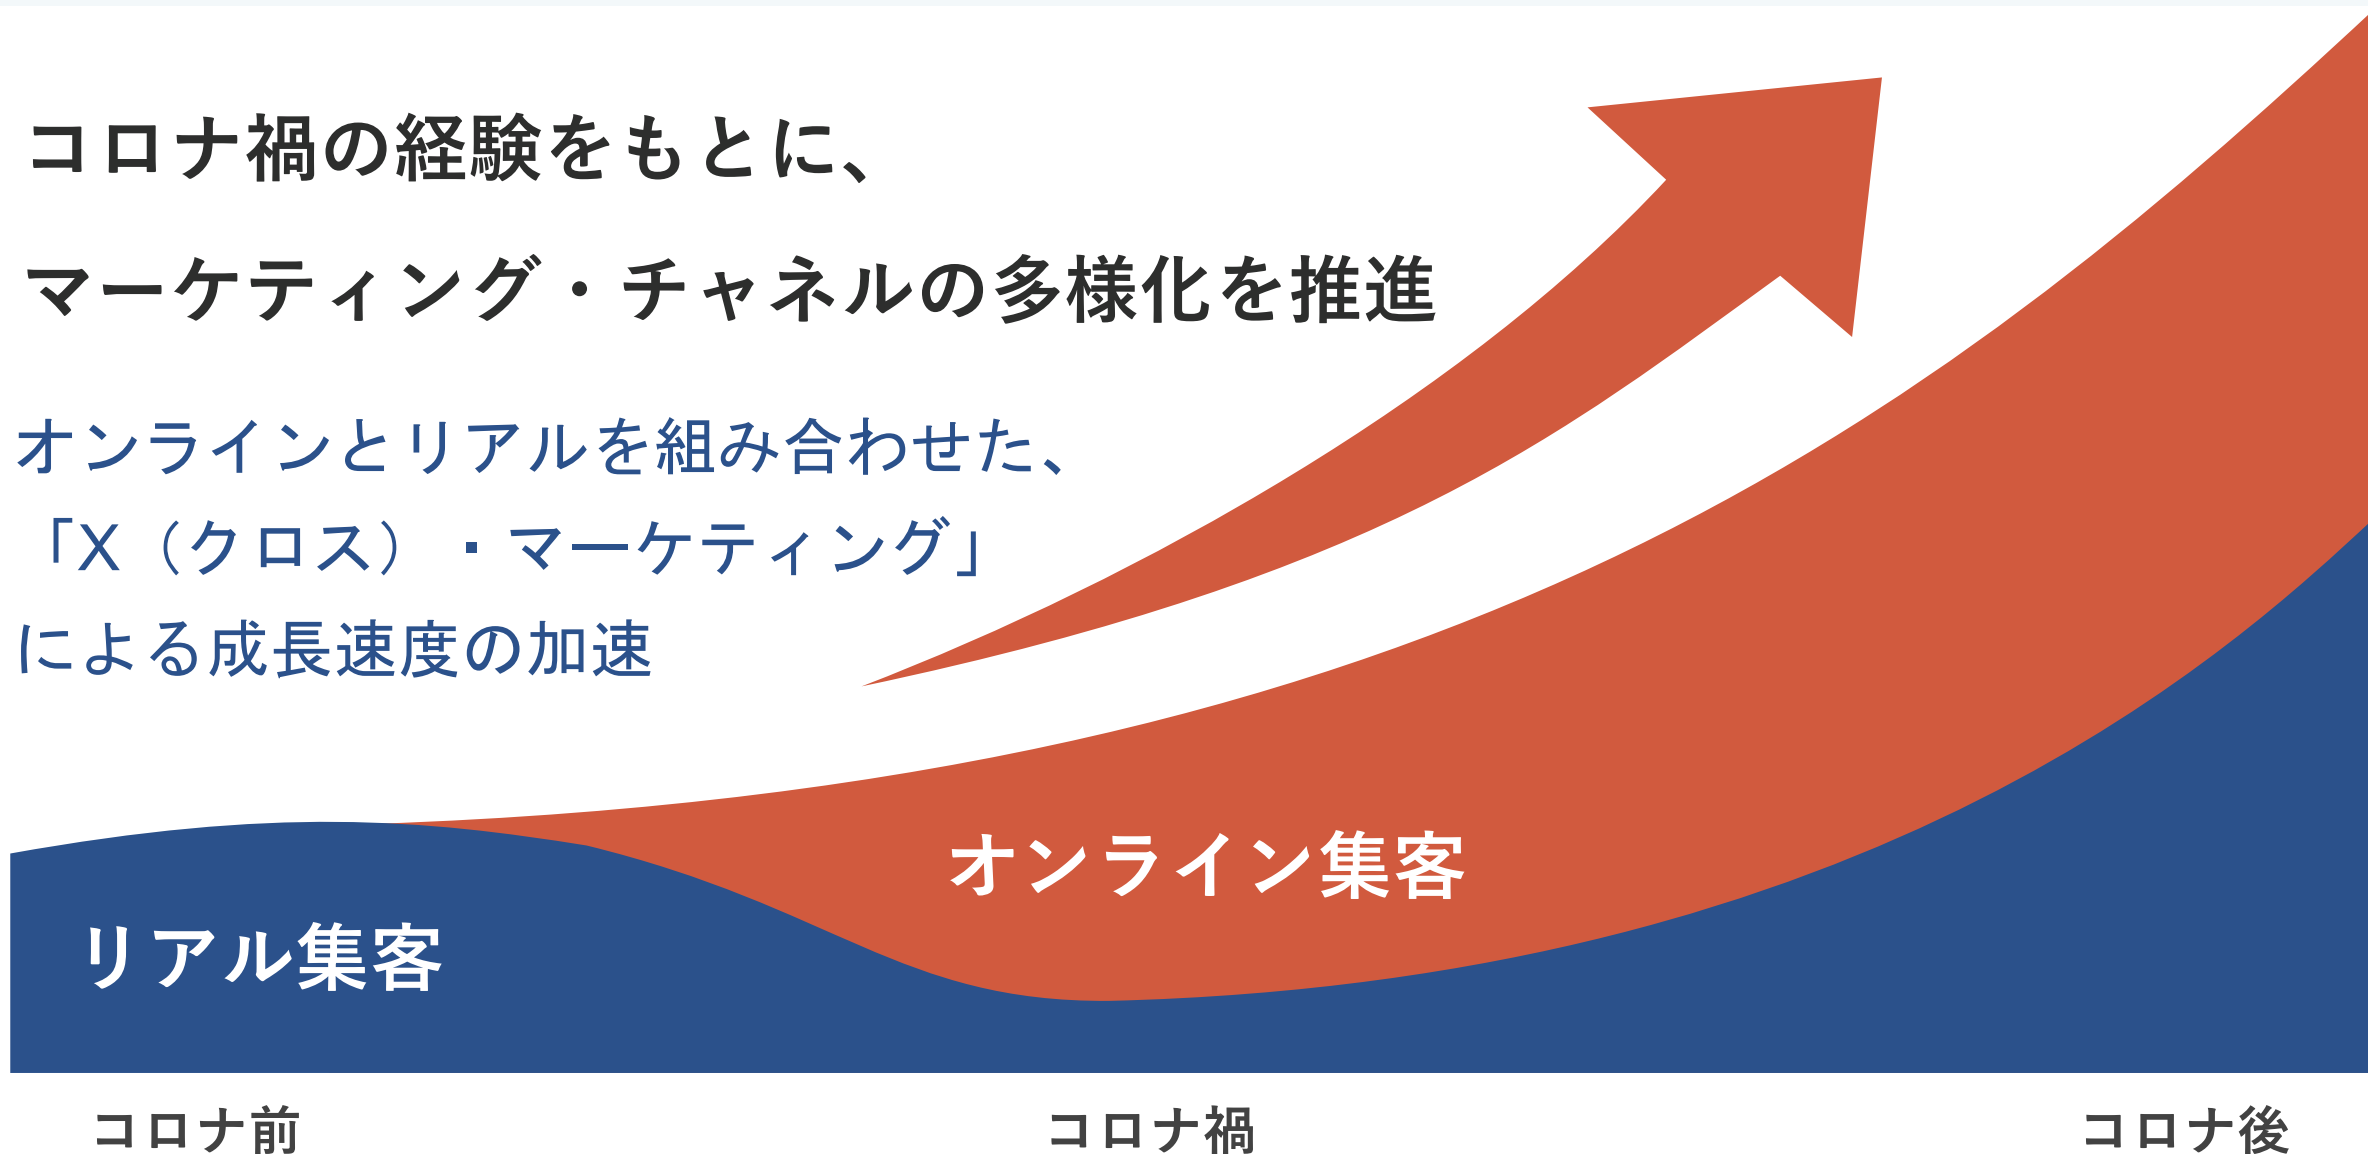 コロナ禍の経験をもとに、
マーケティング・チャネルの多様化を推進
オンラインとリアルを組み合わせた、
「X（クロス）・マーケティング」
による成長速度の加速
オンライン集客
リアル集客
コロナ前
コロナ禍
コロナ後